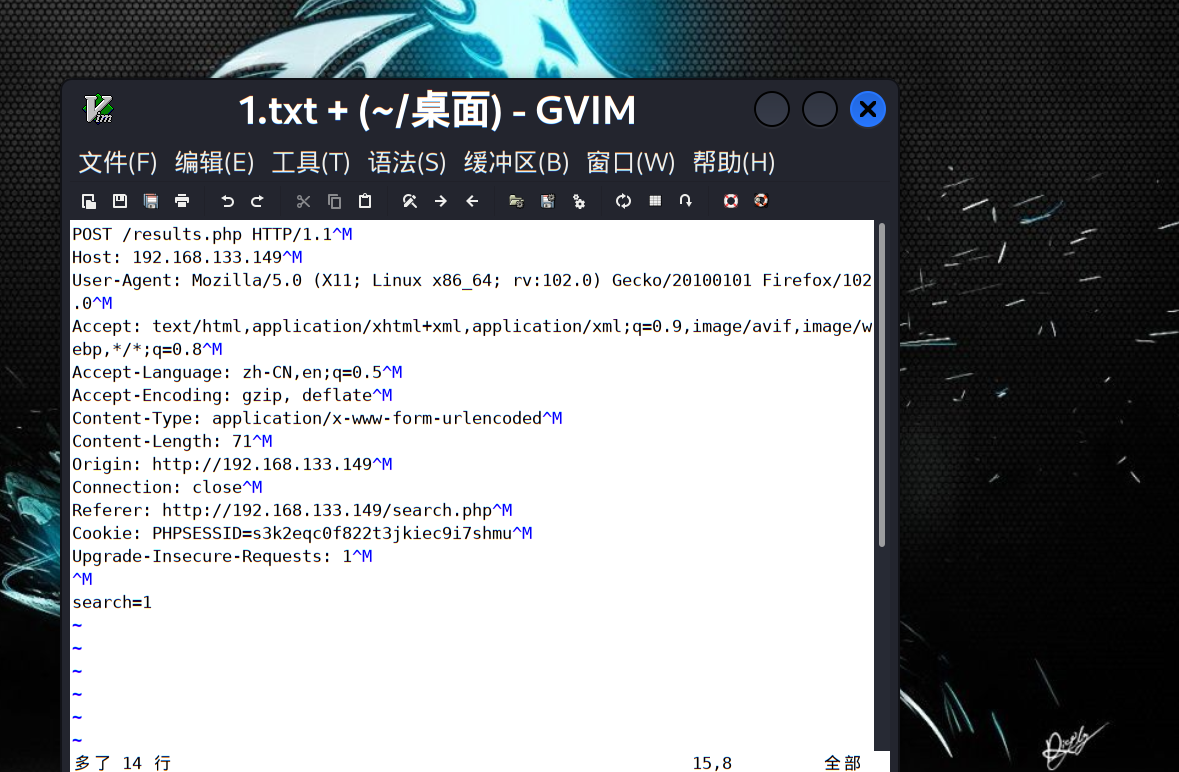 1.txt + (~/桌面) - GVIM
文件(F) 编辑(E) 工具(T) 语法(S) 缓冲区(B) 窗口(W) 帮助(H)
POST /results.php HTTP/1.1^M
Host: 192.168.133.149^M
User-Agent: Mozilla/5.0 (X11; Linux x86_64; rv:102.0) Gecko/20100101 Firefox/102
.0^M
Accept: text/html,application/xhtml+xml,application/xml;q=0.9,image/avif,image/w
ebp,*/*;q=0.8^M
Accept-Language: zh-CN,en;q=0.5^M
Accept-Encoding: gzip, deflate^M
Content-Type: application/x-www-form-urlencoded^M
Content-Length: 71^M
Origin: http://192.168.133.149^M
Connection: close^M
Referer: http://192.168.133.149/search.php^M
Cookie: PHPSESSID=s3k2eqc0f822t3jkiec9i7shmu^M
Upgrade-Insecure-Requests: 1^M
^M
search=1
~
~
~
~
~
~
多了 14 行 15,8 全部